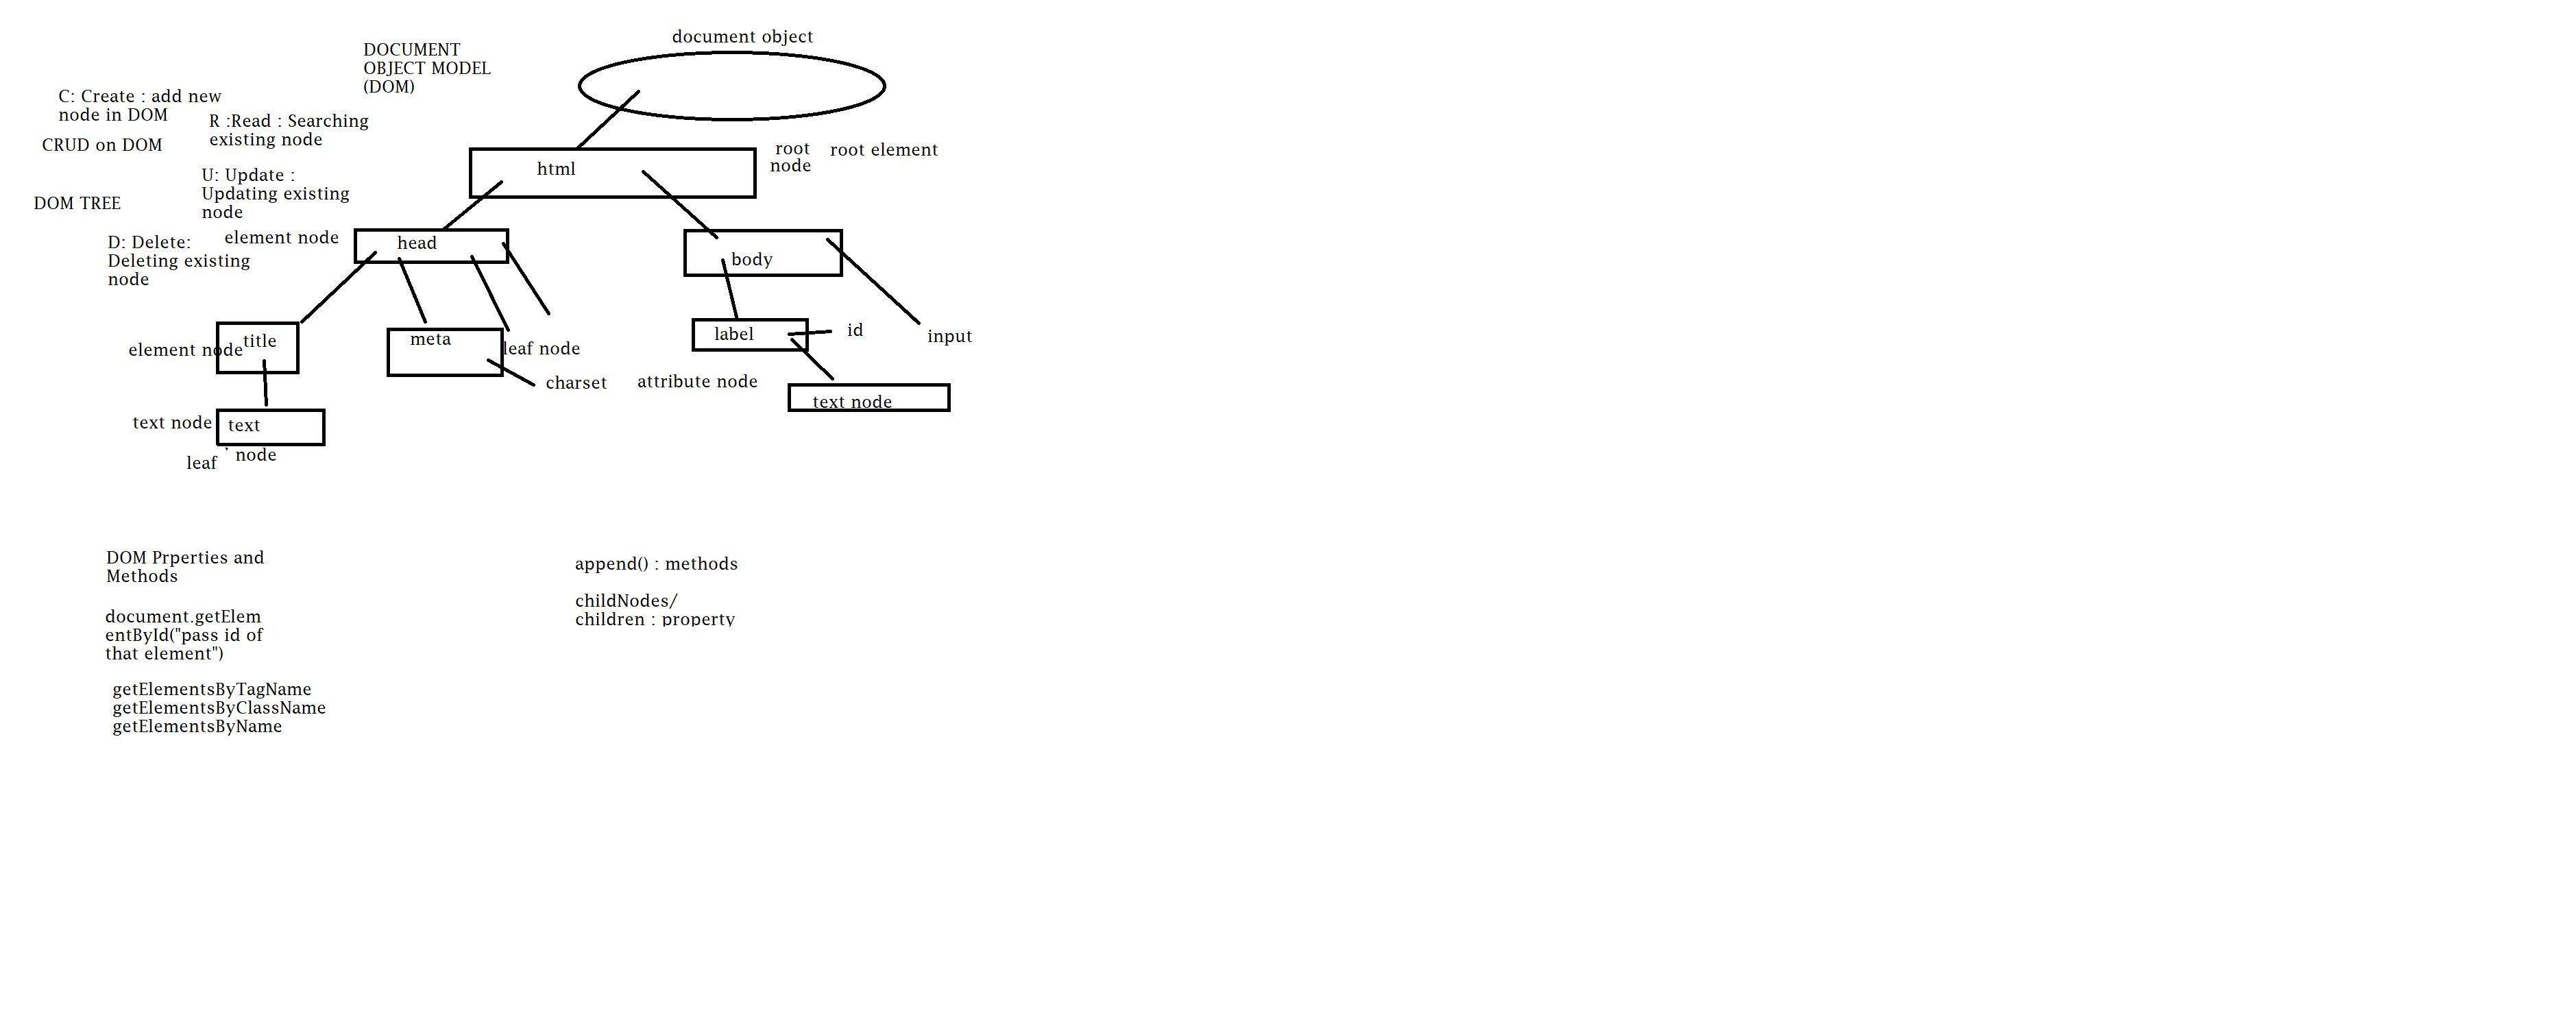 document object
DOCUMENT
OBJECT MODEL
(DOM)
C: Create : add new
node in DOM
R :Read : Searching
existing node
CRUD on DOM
root
node
root element
html
U: Update :
Updating existing
node
DOM TREE
D: Delete:
Deleting existing
node
element node
head
body
element node
title
meta
leaf node
label
id
input
charset
attribute node
text node
text node
text
leaf
node
DOM Prperties and
Methods
append() : methods
childNodes/
children : property
document.getElem
entById("pass id of
that element")
getElementsByTagName
getElementsByClassName
getElementsByName